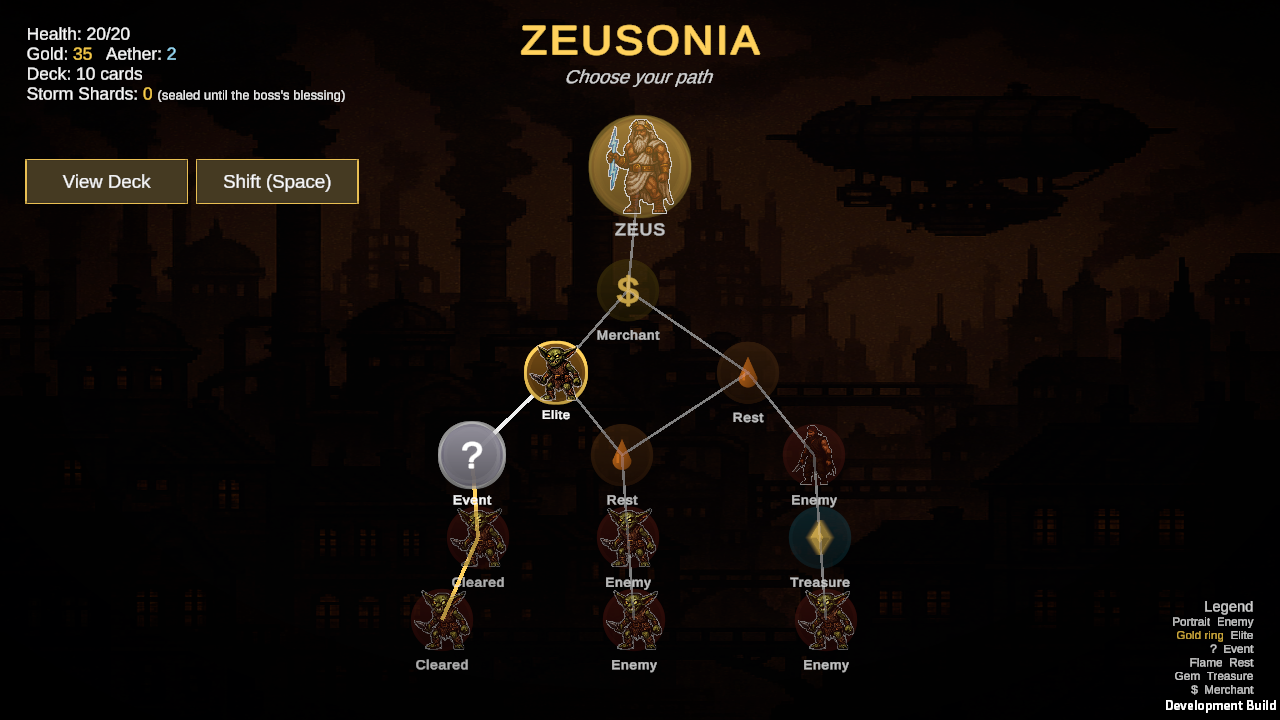 Health: 20/20
Gold: 35 Aether: 2
Deck: 10 cards
Storm Shards: 0 (sealed until the boss's blessing)
ZEUSONIA
Choose your path
View Deck
Shift (Space)
ZEUS
$
Merchant
Elite
Rest
?
Event
Rest
Enemy
Cleared
Enemy
Treasure
Cleared
Enemy
Enemy
Legend
Portrait Enemy
Gold ring Elite
? Event
Flame Rest
Gem Treasure
$ Merchant
Development Build